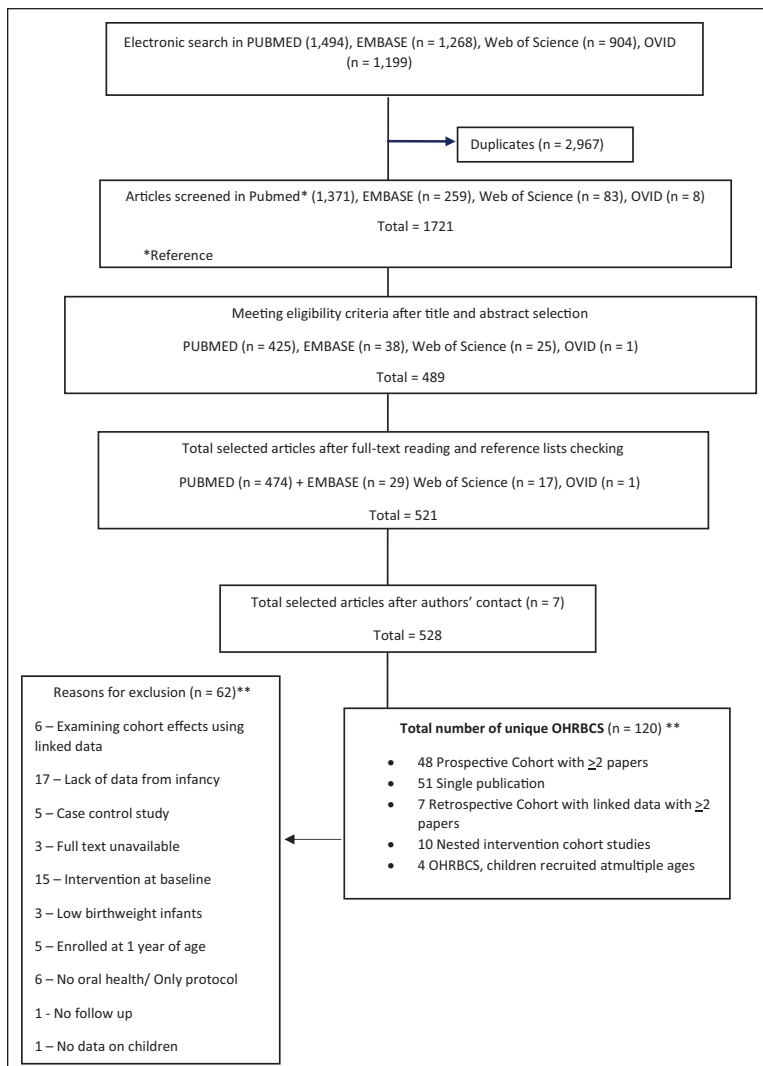 Electronic search in PUBMED (1,494), EMBASE (n = 1,268), Web of Science (n = 904), OVID
(n = 1,199)
Duplicates (n = 2,967)
Articles screened in Pubmed* (1,371), EMBASE (n = 259), Web of Science (n = 83), OVID (n = 8)
Total = 1721
*Reference
Meeting eligibility criteria after title and abstract selection
PUBMED (n = 425), EMBASE (n = 38), Web of Science (n = 25), OVID (n = 1)
Total = 489
Total selected articles after full-text reading and reference lists checking
PUBMED (n = 474) + EMBASE (n = 29) Web of Science (n = 17), OVID (n = 1)
Total = 521
Total selected articles after authors’ contact (n = 7)
Total = 528
Reasons for exclusion (n = 62)**
6 – Examining cohort effects using
linked data
17 – Lack of data from infancy
5 – Case control study
3 – Full text unavailable
15 – Intervention at baseline
3 – Low birthweight infants
5 – Enrolled at 1 year of age
6 – No oral health/ Only protocol
1 - No follow up
1 – No data on children
Total number of unique OHRBCS (n = 120) **
• 48 Prospective Cohort with ≥2 papers
• 51 Single publication
• 7 Retrospective Cohort with linked data with ≥2
papers
• 10 Nested intervention cohort studies
• 4 OHRBCS, children recruited atmultiple ages